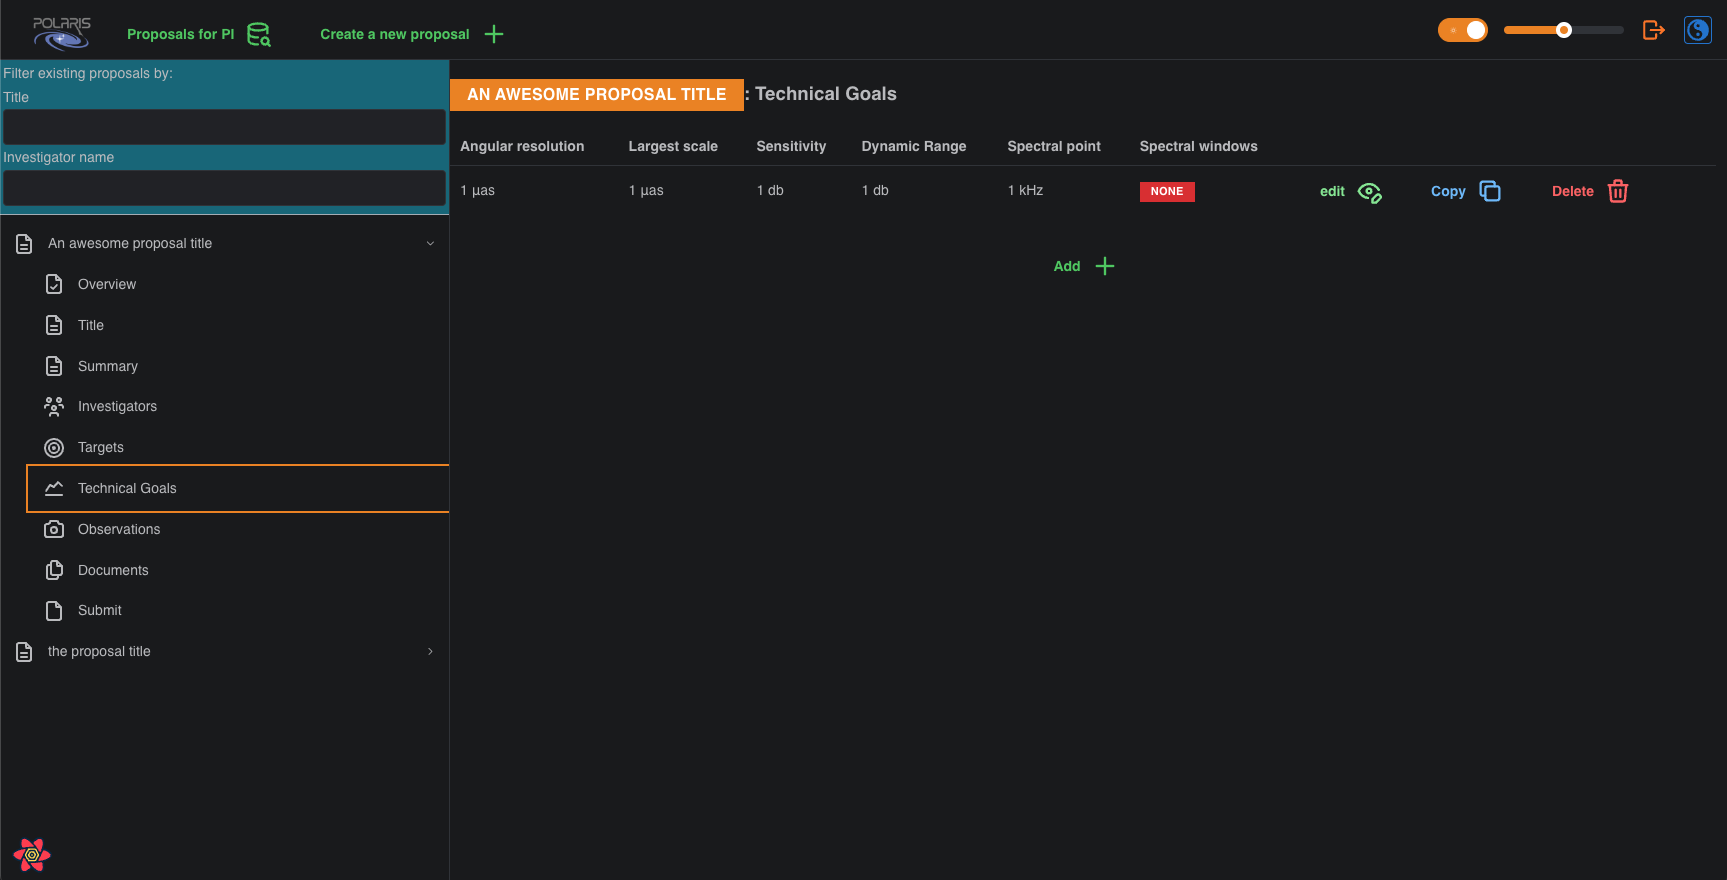 POLARIS
Proposals for PI
Create a new proposal
Filter existing proposals by:
Title
Investigator name
An awesome proposal title
Overview
Title
Summary
Investigators
Targets
Technical Goals
Observations
Documents
Submit
the proposal title
AN AWESOME PROPOSAL TITLE : Technical Goals
Angular resolution Largest scale Sensitivity Dynamic Range Spectral point Spectral windows
1 µas 1 µas 1 db 1 db 1 kHz NONE edit Copy Delete
Add